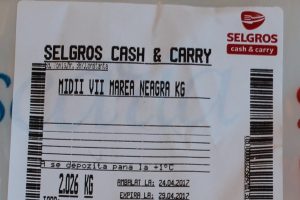 SELGROS
cash & carry
SELGROS CASH & CARRY
MIDII VII MAREA NEAGRA KG
A se depozita pana la +1°C
2.026 KG
AMBALAT LA: 24.04.2017
EXPIRA LA: 29.04.2017